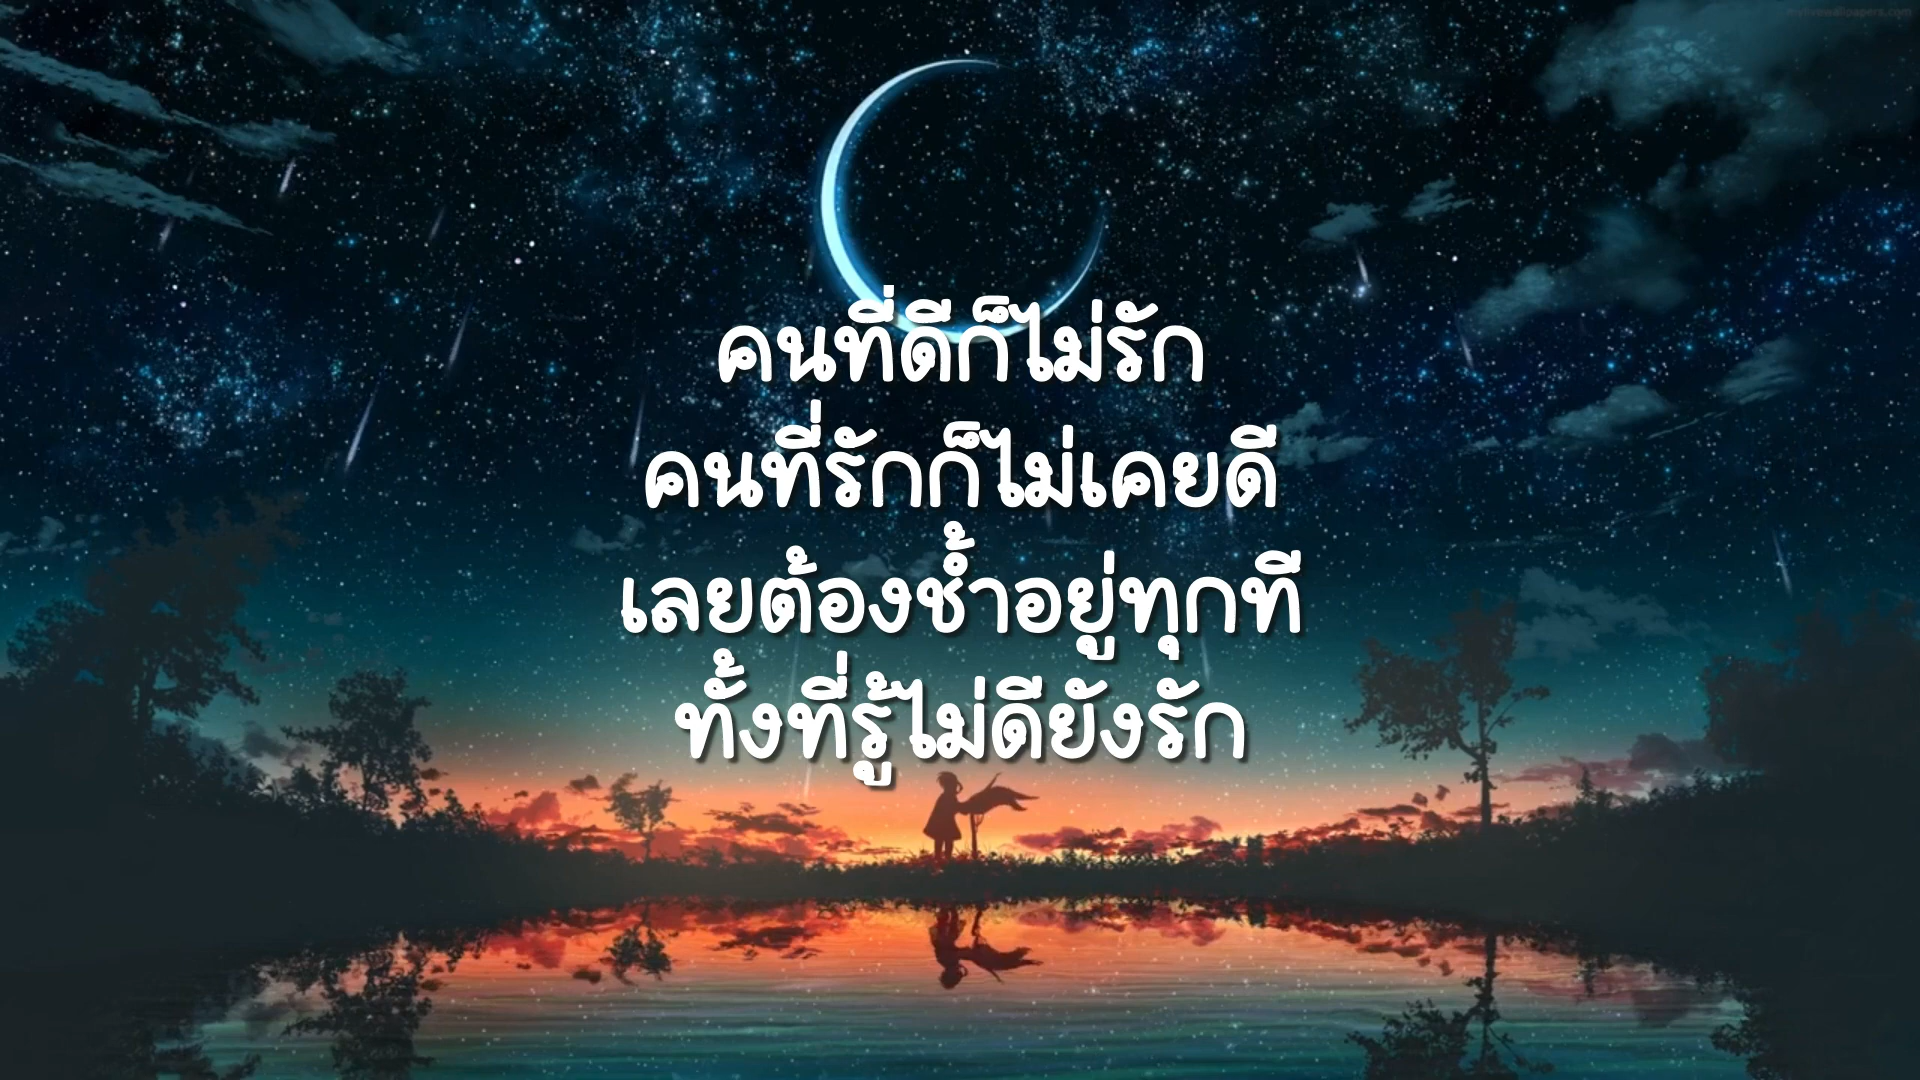 คนที่ดีก็ไม่รัก
คนที่รักก็ไม่เคยดี
เลยต้องช้ำอยู่ทุกที
ทั้งที่รู้ไม่ดียังรัก